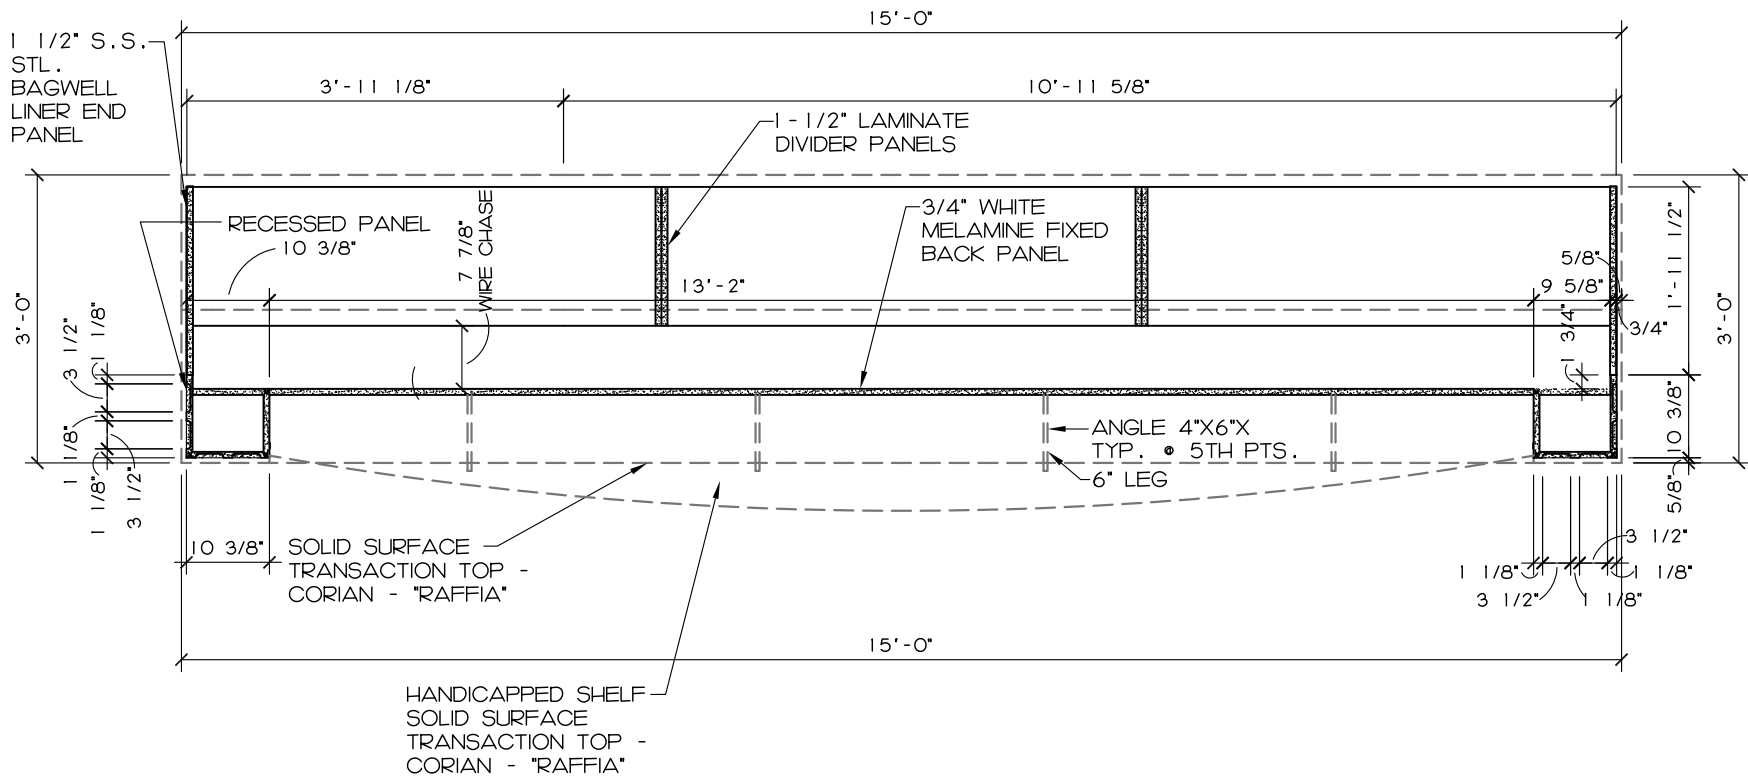 15'-0"
1 1/2" S.S.
STL.
BAGWELL
LINER END
PANEL
3'-11 1/8"
10'-11 5/8"
1-1/2" LAMINATE
DIVIDER PANELS
RECESSED PANEL
10 3/8"
7 7/8"
WIRE CHASE
3/4" WHITE
MELAMINE FIXED
BACK PANEL
5/8"
1'-11 1/2"
13'-2"
9 5/8"
3'-0"
3/4"
3'-0"
1 3/4"
1 1/8"
3 1/2"
1 1/8"
3 1/2"
1 1/8"
10 3/8"
5/8"
ANGLE 4"X6"X
TYP. @ 5TH PTS.
6" LEG
10 3/8"
SOLID SURFACE
TRANSACTION TOP -
CORIAN - "RAFFIA"
3 1/2"
1 1/8"
1 1/8"
3 1/2"
1 1/8"
15'-0"
HANDICAPPED SHELF
SOLID SURFACE
TRANSACTION TOP -
CORIAN - "RAFFIA"